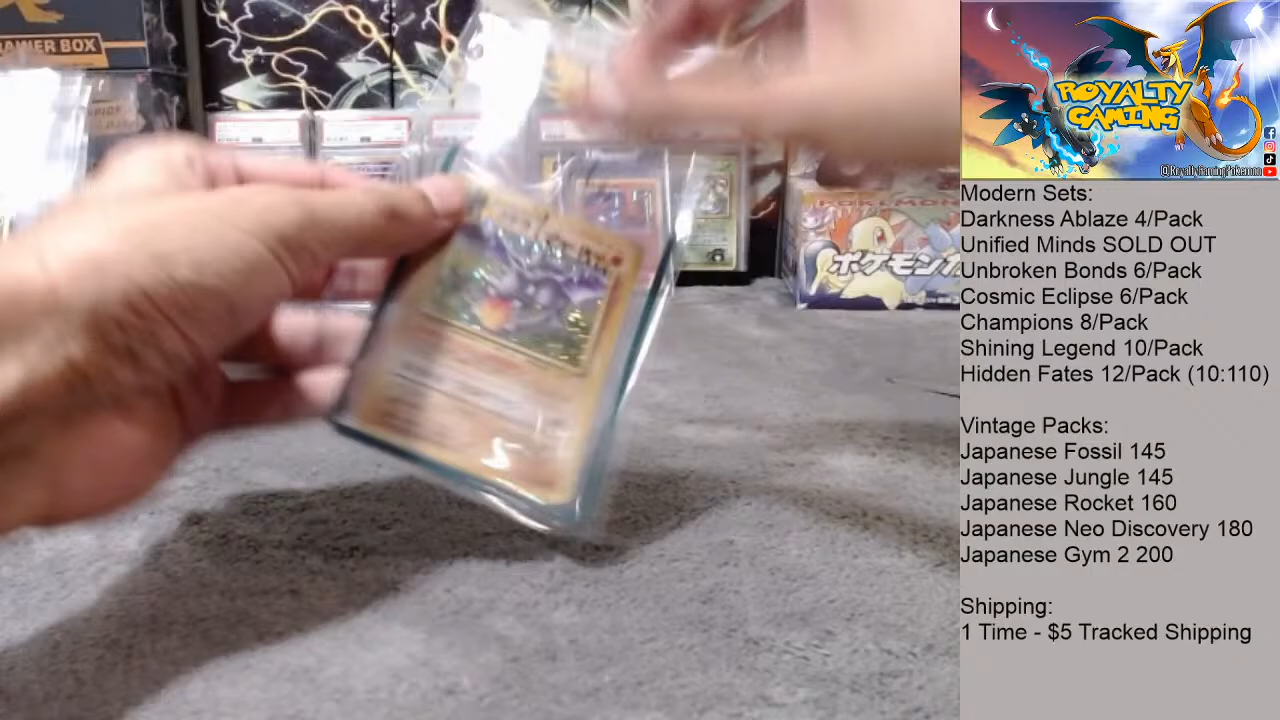 RAWER BOX
POKEMON
ポケモンカ
ROYALTY
GAMING
@RoyaltyGamingPokemon
Modern Sets:
Darkness Ablaze 4/Pack
Unified Minds SOLD OUT
Unbroken Bonds 6/Pack
Cosmic Eclipse 6/Pack
Champions 8/Pack
Shining Legend 10/Pack
Hidden Fates 12/Pack (10:110)
Vintage Packs:
Japanese Fossil 145
Japanese Jungle 145
Japanese Rocket 160
Japanese Neo Discovery 180
Japanese Gym 2 200
Shipping:
1 Time - $5 Tracked Shipping